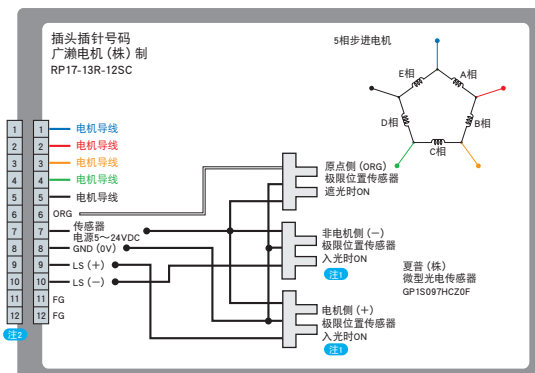 插头插针号码
广濑电机（株）制
RP17-13R-12SC
5相步进电机
E相
A相
D相
B相
C相
1 1 电机导线
2 2 电机导线
3 3 电机导线
4 4 电机导线
5 5 电机导线
6 6 ORG
7 7 传感器
电源5～24VDC
8 8 GND（0V）
9 9 LS（+）
10 10 LS（−）
11 11 FG
12 12 FG
注2
原点侧（ORG）
极限位置传感器
遮光时ON
非电机侧（−）
极限位置传感器
入光时ON
注1
电机侧（+）
极限位置传感器
入光时ON
注1
夏普（株）
微型光电传感器
GP1S097HCZ0F